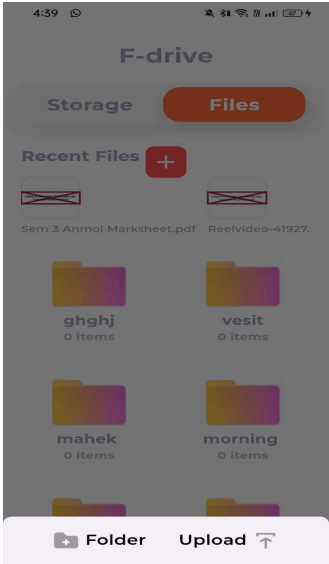 4:39 67
F-drive
Storage Files
Recent Files
Sem 3 Anmol Marksheet.pdf Reelvideo-41927.
ghghj vesit
0 items 0 items
mahek morning
0 items 0 items
Folder Upload